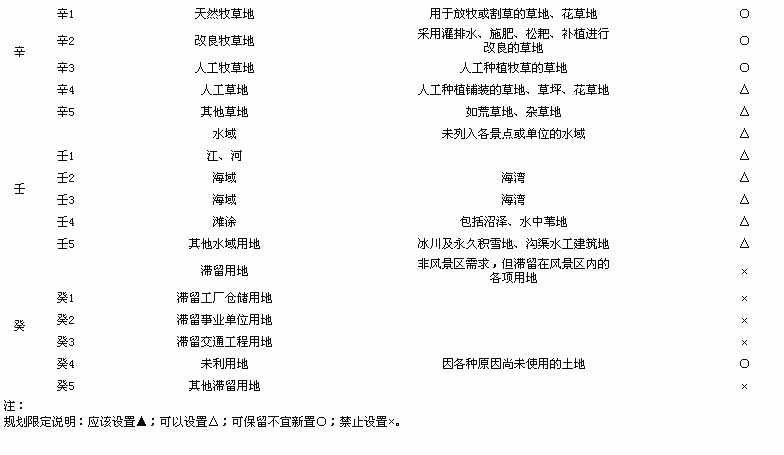 辛1 天然牧草地 用于放牧或割草的草地、花草地 ○
辛 辛2 改良牧草地 采用灌排水、施肥、松耙、补植进行改良的草地 ○
辛3 人工牧草地 人工种植牧草的草地 ○
辛4 人工草地 人工种植铺装的草地、草坪、花草地 △
辛5 其他草地 如荒草地、杂草地 △
水域 未列入各景点或单位的水域 △
壬1 江、河 △
壬2 海域 海湾 △
壬
壬3 海域 海湾 △
壬4 滩涂 包括沼泽、水中苇地 △
壬5 其他水域用地 冰川及永久积雪地、沟渠水工建筑地 △
滞留用地 非风景区需求，但滞留在风景区内的各项用地 ×
癸1 滞留工厂仓储用地 ×
癸 癸2 滞留事业单位用地 ×
癸3 滞留交通工程用地 ×
癸4 未利用地 因各种原因尚未使用的土地 ○
癸5 其他滞留用地 ×
注：
规划限定说明：应该设置▲；可以设置△；可保留不宜新置○；禁止设置×。